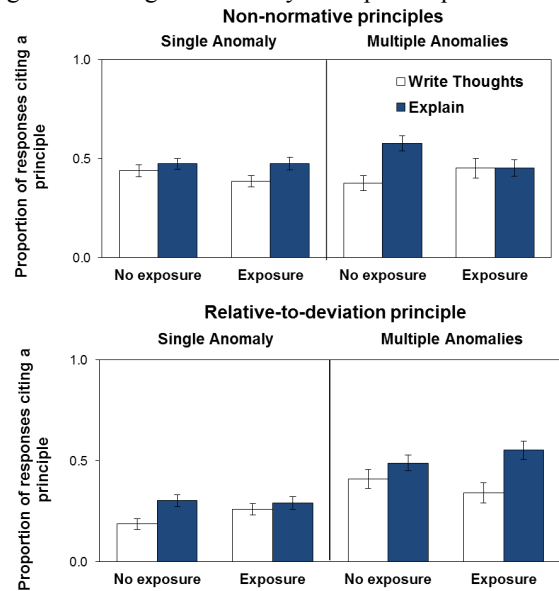 Non-normative principles
Single Anomaly Multiple Anomalies
Proportion of responses citing a
principle
1.0
0.5
0.0
Write Thoughts
Explain
No exposure Exposure No exposure Exposure
Relative-to-deviation principle
Single Anomaly Multiple Anomalies
Proportion of responses citing a
principle
1.0
0.5
0.0
No exposure Exposure No exposure Exposure